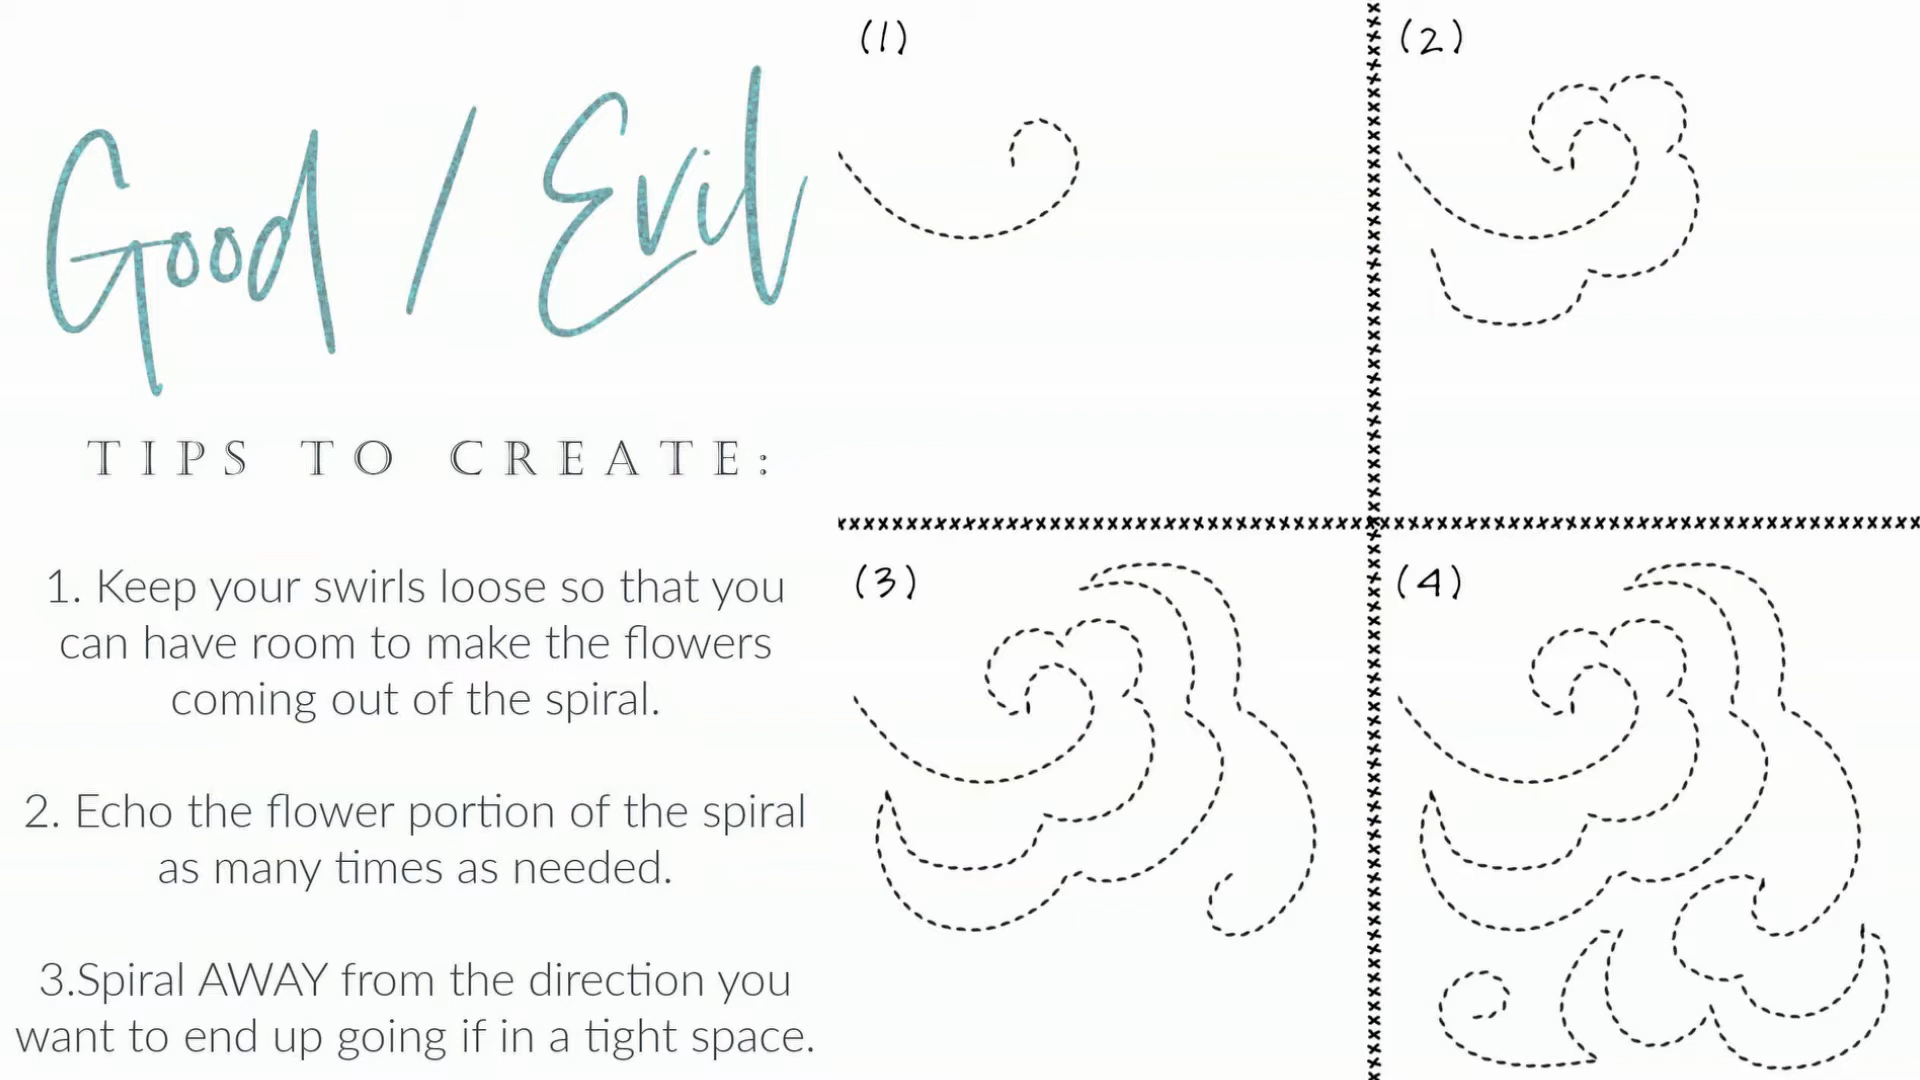 Good / Evil
TIPS TO CREATE:
1. Keep your swirls loose so that you
can have room to make the flowers
coming out of the spiral.
2. Echo the flower portion of the spiral
as many times as needed.
3.Spiral AWAY from the direction you
want to end up going if in a tight space.
(1)
(2)
(3)
(4)